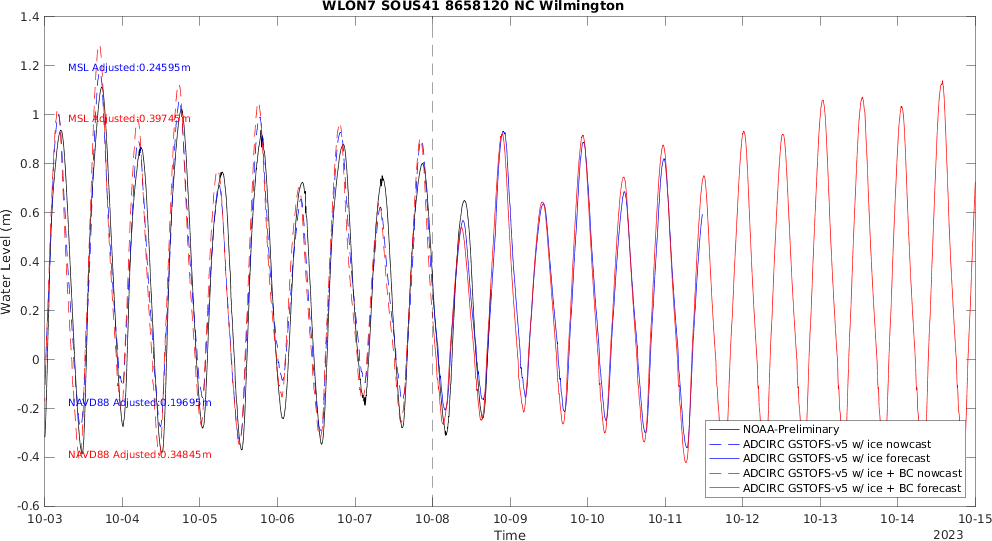 WLON7 SOUS41 8658120 NC Wilmington
1.4
1.2
1
0.8
0.6
0.4
0.2
0
-0.2
-0.4
-0.6
Water Level (m)
MSL Adjusted:0.24595m
MSL Adjusted:0.39745m
NAVD88 Adjusted:0.19695m
NAVD88 Adjusted:0.34845m
NOAA-Preliminary
ADCIRC GSTOFS-v5 w/ ice nowcast
ADCIRC GSTOFS-v5 w/ ice forecast
ADCIRC GSTOFS-v5 w/ ice + BC nowcast
ADCIRC GSTOFS-v5 w/ ice + BC forecast
10-03 10-04 10-05 10-06 10-07 10-08 10-09 10-10 10-11 10-12 10-13 10-14 10-15
Time
2023